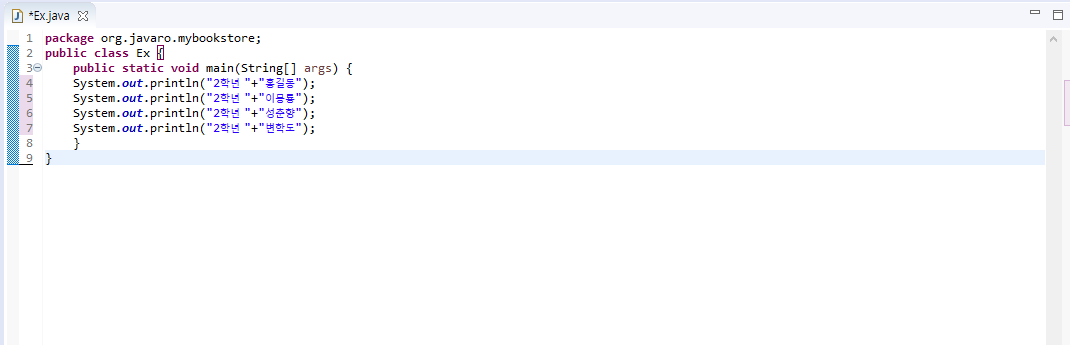 *Ex.java
1 package org.javaro.mybookstore;
2 public class Ex {
3 public static void main(String[] args) {
4 System.out.println("2학년 "+"홍길동");
5 System.out.println("2학년 "+"이몽룡");
6 System.out.println("2학년 "+"성춘향");
7 System.out.println("2학년 "+"변학도");
8 }
9 }